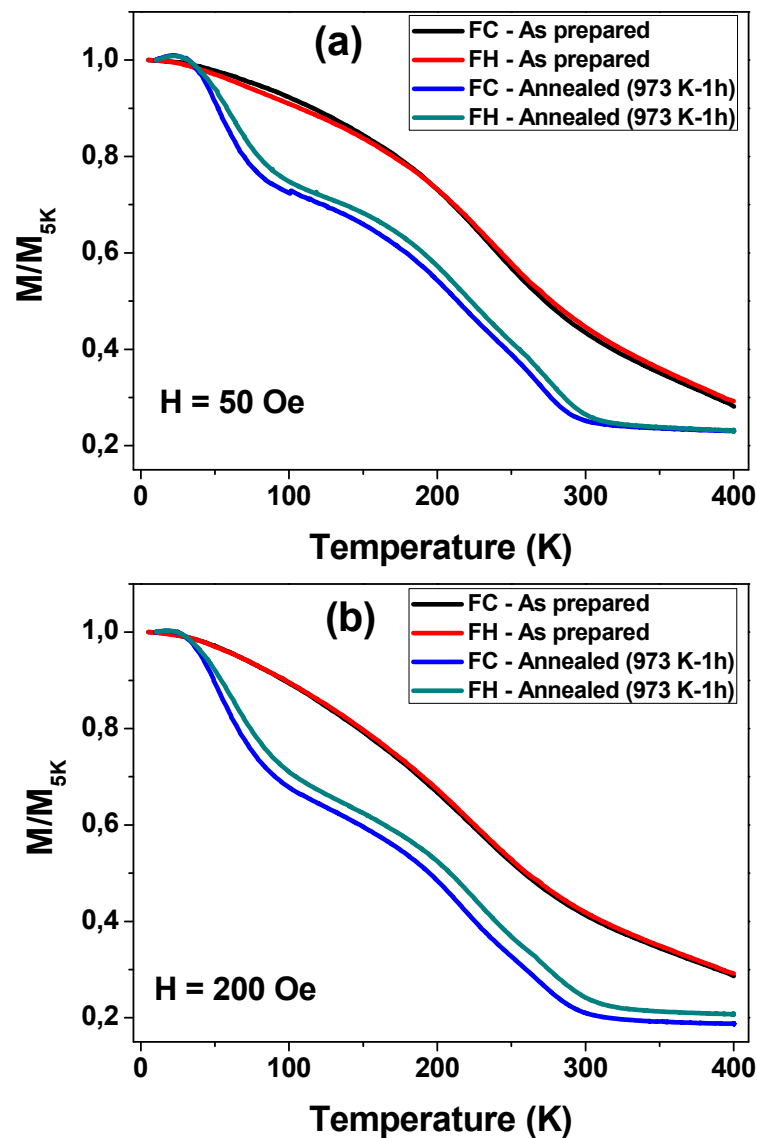 (a)
FC - As prepared
FH - As prepared
FC - Annealed (973 K-1h)
FH - Annealed (973 K-1h)
1,0
0,8
0,6
0,4
0,2
M/M5K
H = 50 Oe
0
100
200
300
400
Temperature (K)
(b)
FC - As prepared
FH - As prepared
FC - Annealed (973 K-1h)
FH - Annealed (973 K-1h)
1,0
0,8
0,6
0,4
0,2
M/M5K
H = 200 Oe
0
100
200
300
400
Temperature (K)